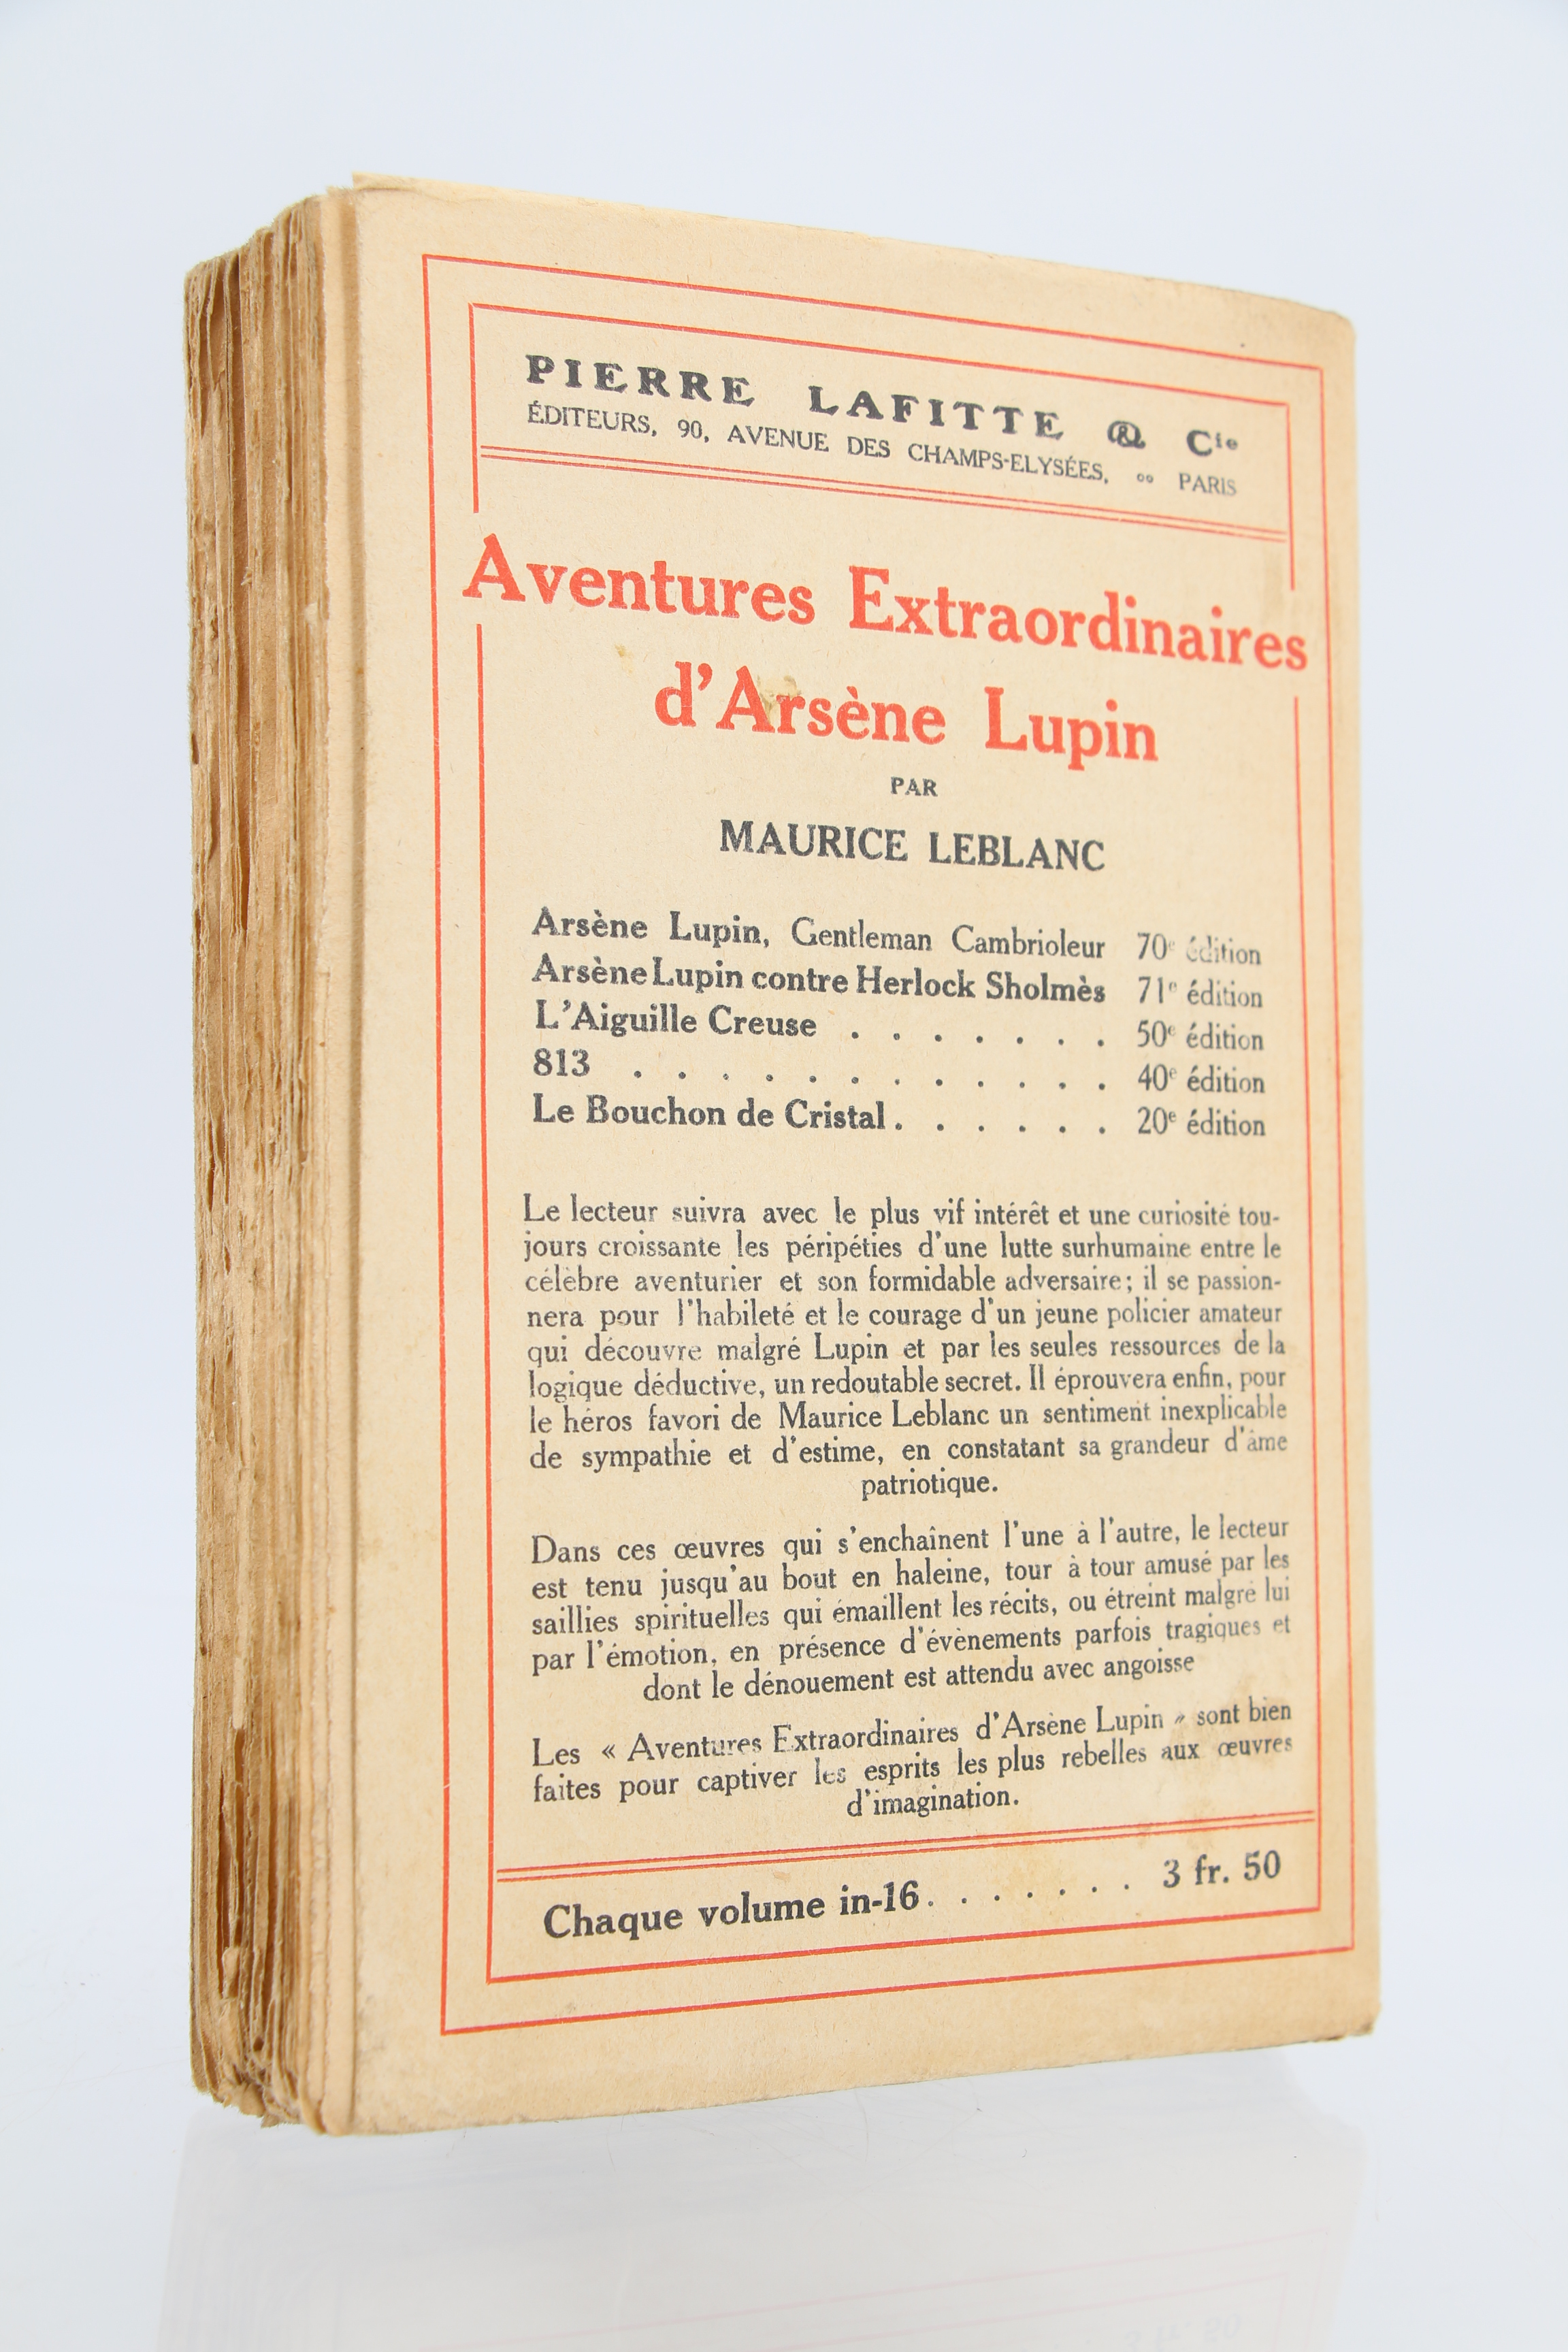 PIERRE LAFITTE & Cie
ÉDITEURS, 90, AVENUE DES CHAMPS-ELYSÉES, °° PARIS
Aventures Extraordinaires
d'Arsène Lupin
PAR
MAURICE LEBLANC
Arsène Lupin, Gentleman Cambrioleur 70e édition
Arsène Lupin contre Herlock Sholmès 71e édition
L'Aiguille Creuse . . . . . . . 50e édition
813 . . . . . . . . . . . . 40e édition
Le Bouchon de Cristal . . . . . . 20e édition
Le lecteur suivra avec le plus vif intérêt et une curiosité tou-
jours croissante les péripéties d'une lutte surhumaine entre le
célèbre aventurier et son formidable adversaire; il se passion-
nera pour l'habileté et le courage d'un jeune policier amateur
qui découvre malgré Lupin et par les seules ressources de la
logique déductive, un redoutable secret. Il éprouvera enfin, pour
le héros favori de Maurice Leblanc un sentiment inexplicable
de sympathie et d'estime, en constatant sa grandeur d'âme
patriotique.
Dans ces œuvres qui s'enchaînent l'une à l'autre, le lecteur
est tenu jusqu'au bout en haleine, tour à tour amusé par les
saillies spirituelles qui émaillent les récits, ou étreint malgré lui
par l'émotion, en présence d'évènements parfois tragiques et
dont le dénouement est attendu avec angoisse
Les « Aventures Extraordinaires d'Arsène Lupin » sont bien
faites pour captiver les esprits les plus rebelles aux œuvres
d'imagination.
Chaque volume in-16 . . . . . . . 3 fr. 50